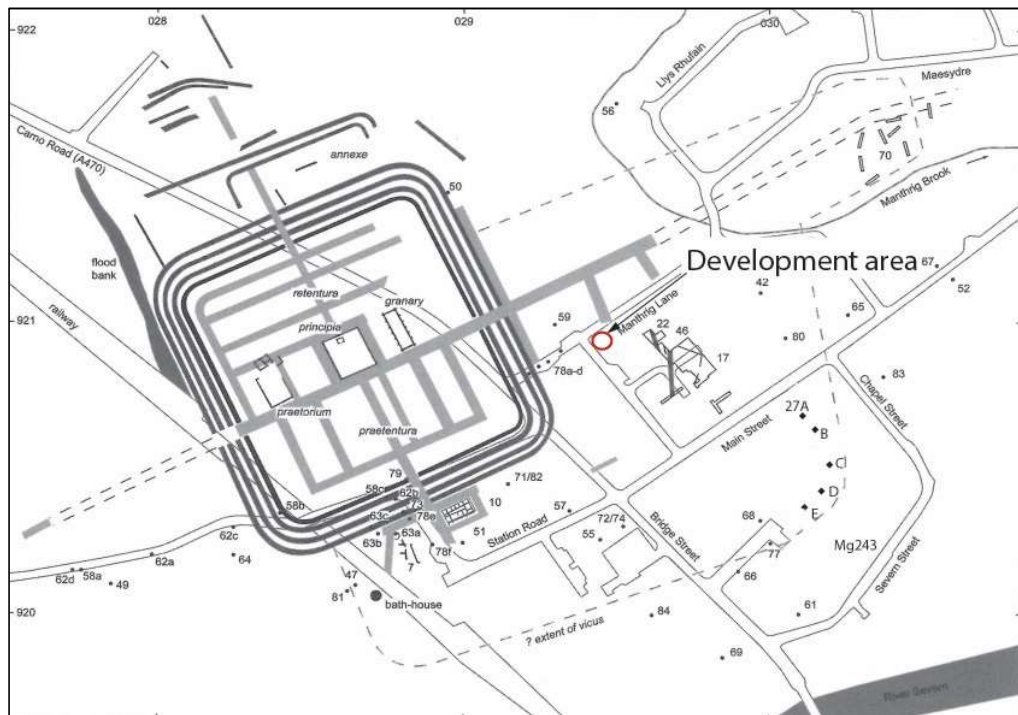 028
029
030
922
921
920
Llys Rhufain
Maesydre
56
70
Carno Road (A470)
annexe
50
Manthrig Brook
flood
bank
railway
retentura
granary
principia
praetorium
praetentura
Development area
67
52
42
65
59
Manthrig Lane
22
46
17
80
78a-d
83
Main Street
Chapel Street
27A
B
C
D
E
79
58c
62b
73
63c
78e
71/82
10
58b
57
72/74
62c
63b
63a
78f
51
Station Road
55
Bridge Street
68
77
Mg243
Severn Street
62a
64
7
62d
58a
49
47
81
bath-house
66
61
84
? extent of vicus
69
River Severn